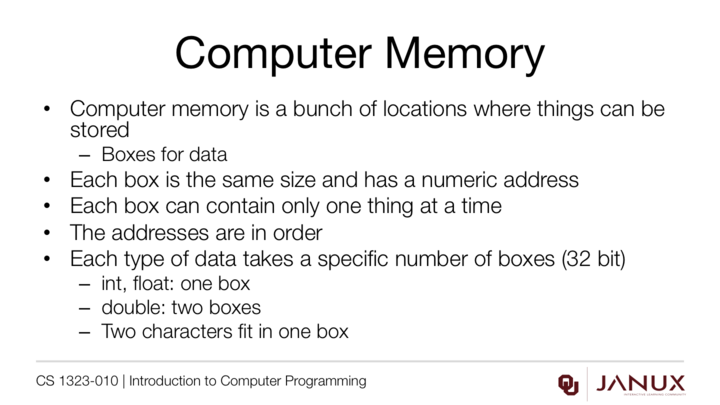 Computer Memory
• Computer memory is a bunch of locations where things can be
stored
– Boxes for data
• Each box is the same size and has a numeric address
• Each box can contain only one thing at a time
• The addresses are in order
• Each type of data takes a specific number of boxes (32 bit)
– int, float: one box
– double: two boxes
– Two characters fit in one box
CS 1323-010 | Introduction to Computer Programming
OU JANUX
INTERACTIVE LEARNING COMMUNITY